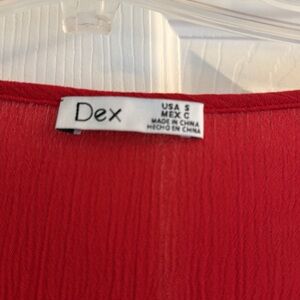 Dex
USA S
MEX C
MADE IN CHINA
HECHO EN CHINA